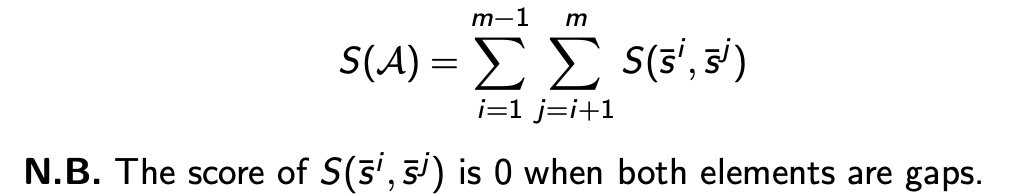 S(𝒜) = ∑_{i=1}^{m−1} ∑_{j=i+1}^{m} S(s̄ⁱ, s̄ʲ)
N.B. The score of S(s̄ⁱ, s̄ʲ) is 0 when both elements are gaps.